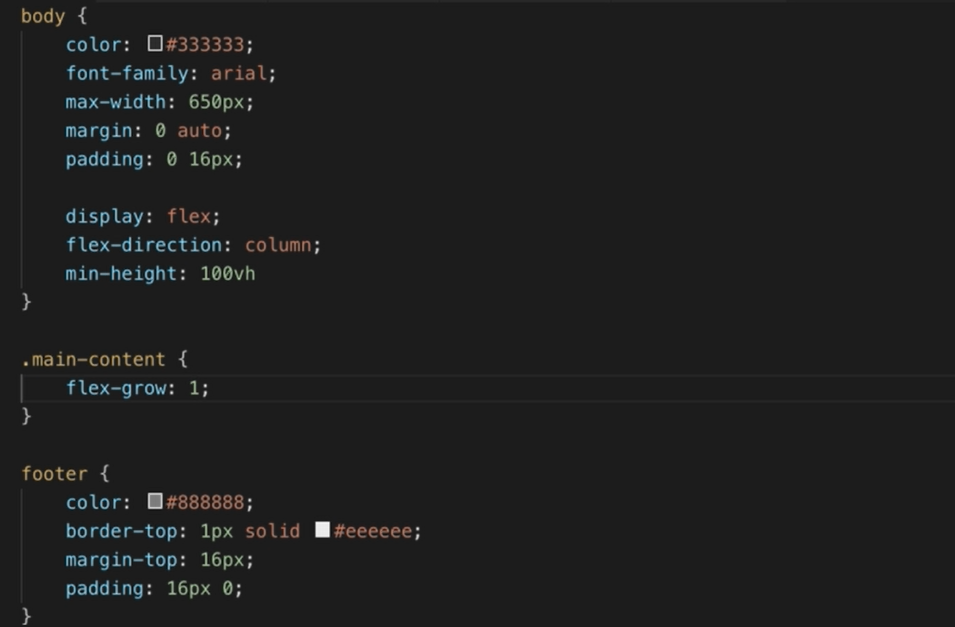 body {
color: #333333;
font-family: arial;
max-width: 650px;
margin: 0 auto;
padding: 0 16px;
display: flex;
flex-direction: column;
min-height: 100vh
}
.main-content {
flex-grow: 1;
}
footer {
color: #888888;
border-top: 1px solid #eeeeee;
margin-top: 16px;
padding: 16px 0;
}